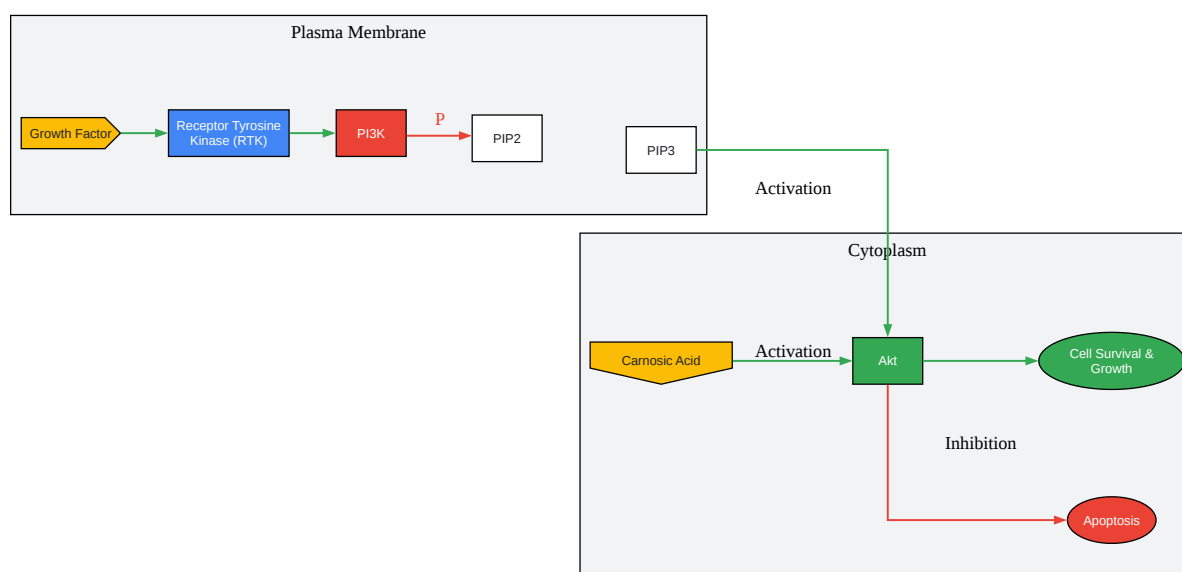 Plasma Membrane
Growth Factor
Receptor Tyrosine
Kinase (RTK)
PI3K
P
PIP2
PIP3
Activation
Cytoplasm
Carnosic Acid
Activation
Akt
Cell Survival &
Growth
Inhibition
Apoptosis